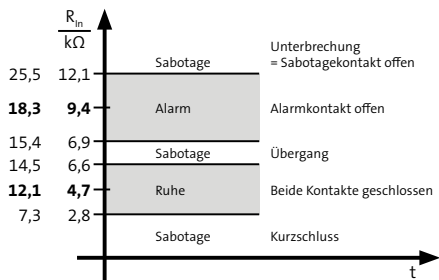 R_In
kΩ
Unterbrechung
= Sabotagekontakt offen
Sabotage
25,5 12,1
18,3 9,4 Alarm Alarmkontakt offen
15,4 6,9
Sabotage Übergang
14,5 6,6
12,1 4,7 Ruhe Beide Kontakte geschlossen
7,3 2,8
Sabotage Kurzschluss
t